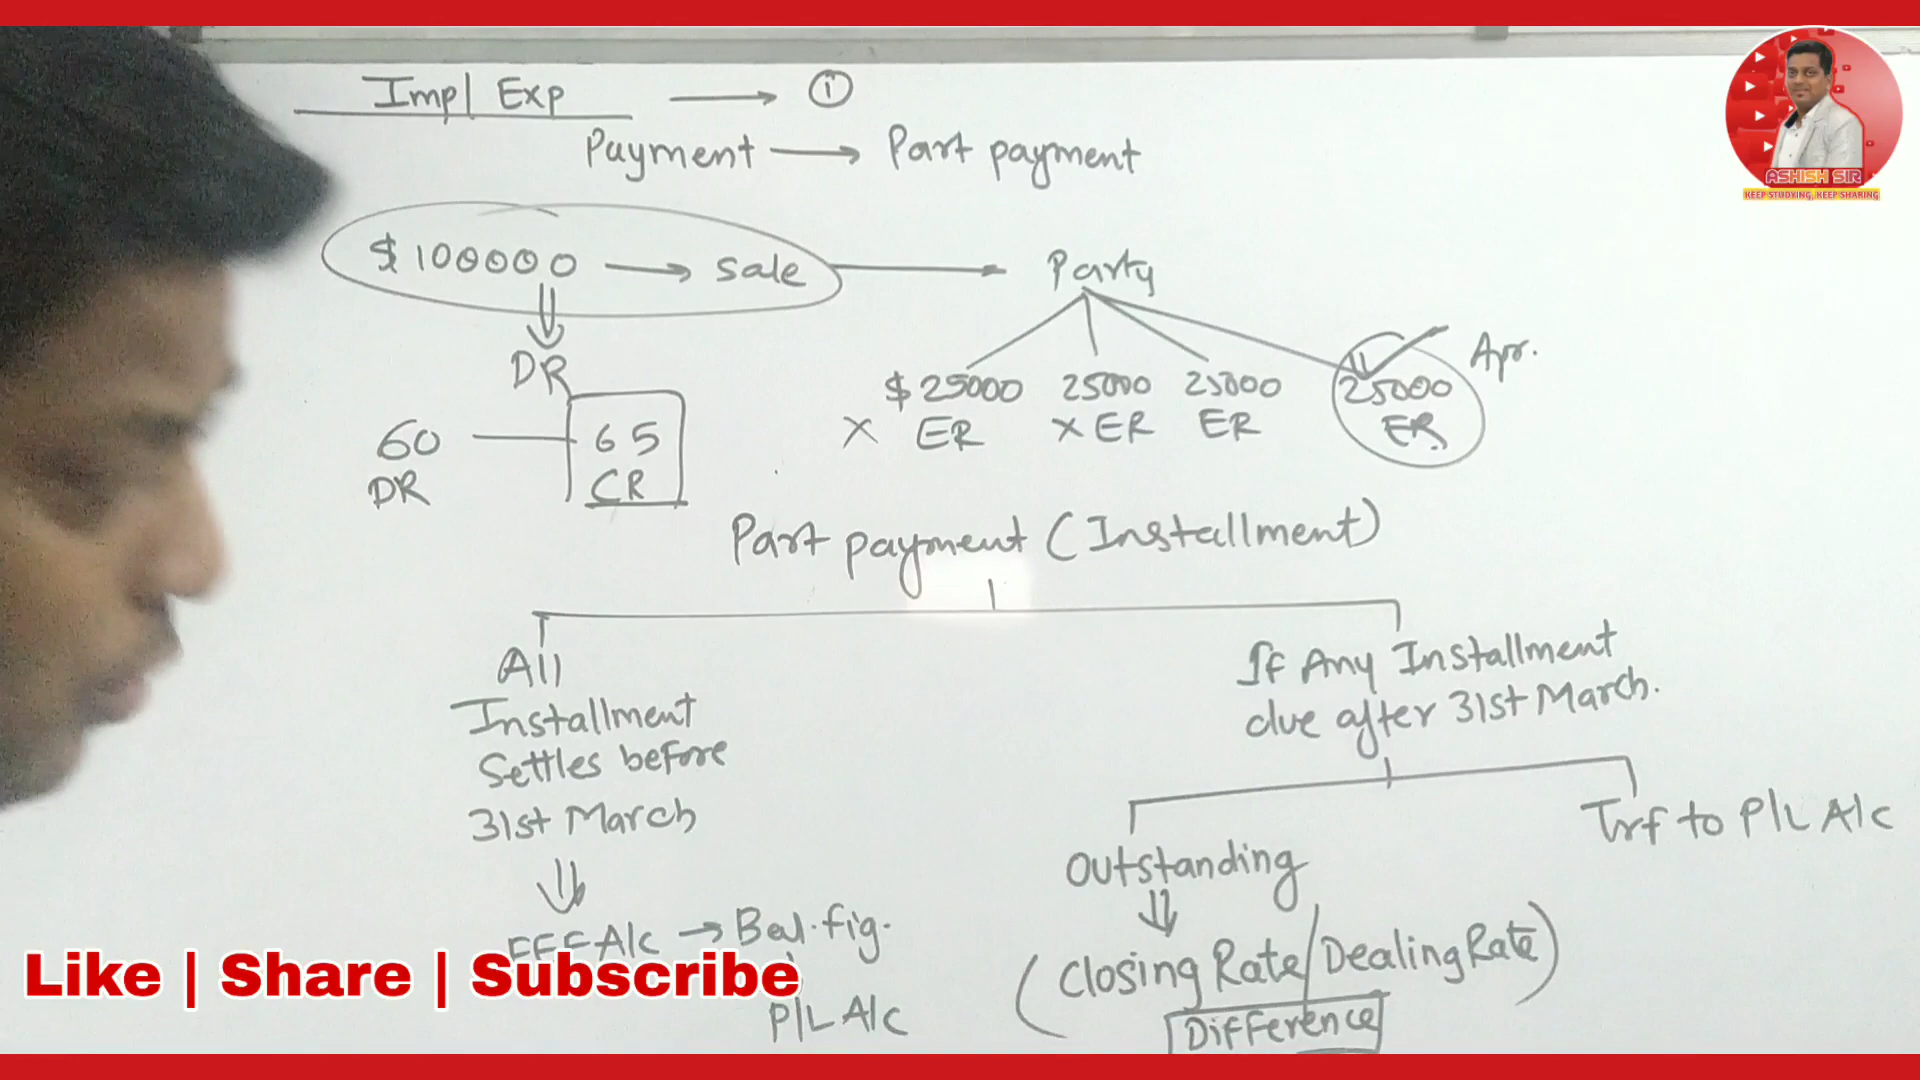 Impl Exp → ①
Payment → Part payment
$ 100000 → sale → Party
DR
60 65
DR CR
$ 25000 25000 25000 25000 Apr.
X ER X ER ER ER
Part payment (Installment)
All
Installment
Settles before
31st March
EFF A/c → Bal. fig.
P/L A/c
If Any Installment
due after 31st March.
Outstanding
(Closing Rate/Dealing Rate)
Difference
Trf to P/L A/c
ASHISH SIR
KEEP STUDYING, KEEP SHARING
Like | Share | Subscribe